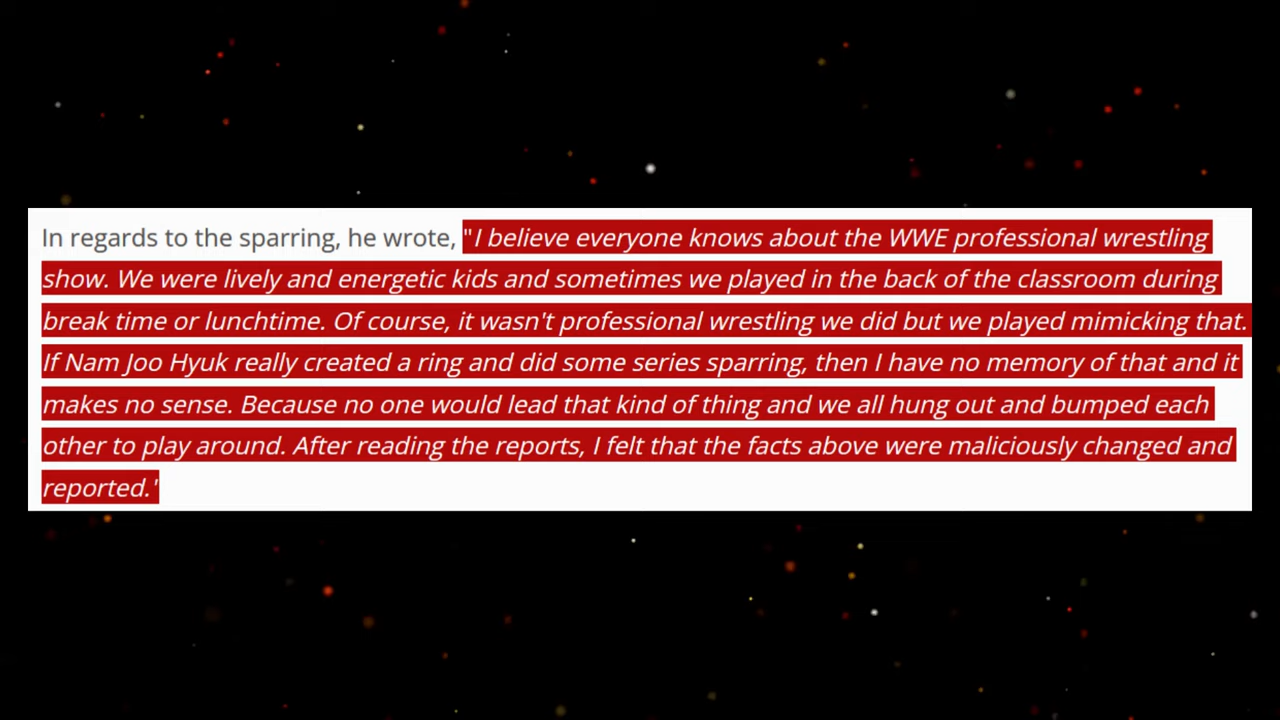 In regards to the sparring, he wrote, "I believe everyone knows about the WWE professional wrestling
show. We were lively and energetic kids and sometimes we played in the back of the classroom during
break time or lunchtime. Of course, it wasn't professional wrestling we did but we played mimicking that.
If Nam Joo Hyuk really created a ring and did some series sparring, then I have no memory of that and it
makes no sense. Because no one would lead that kind of thing and we all hung out and bumped each
other to play around. After reading the reports, I felt that the facts above were maliciously changed and
reported.'